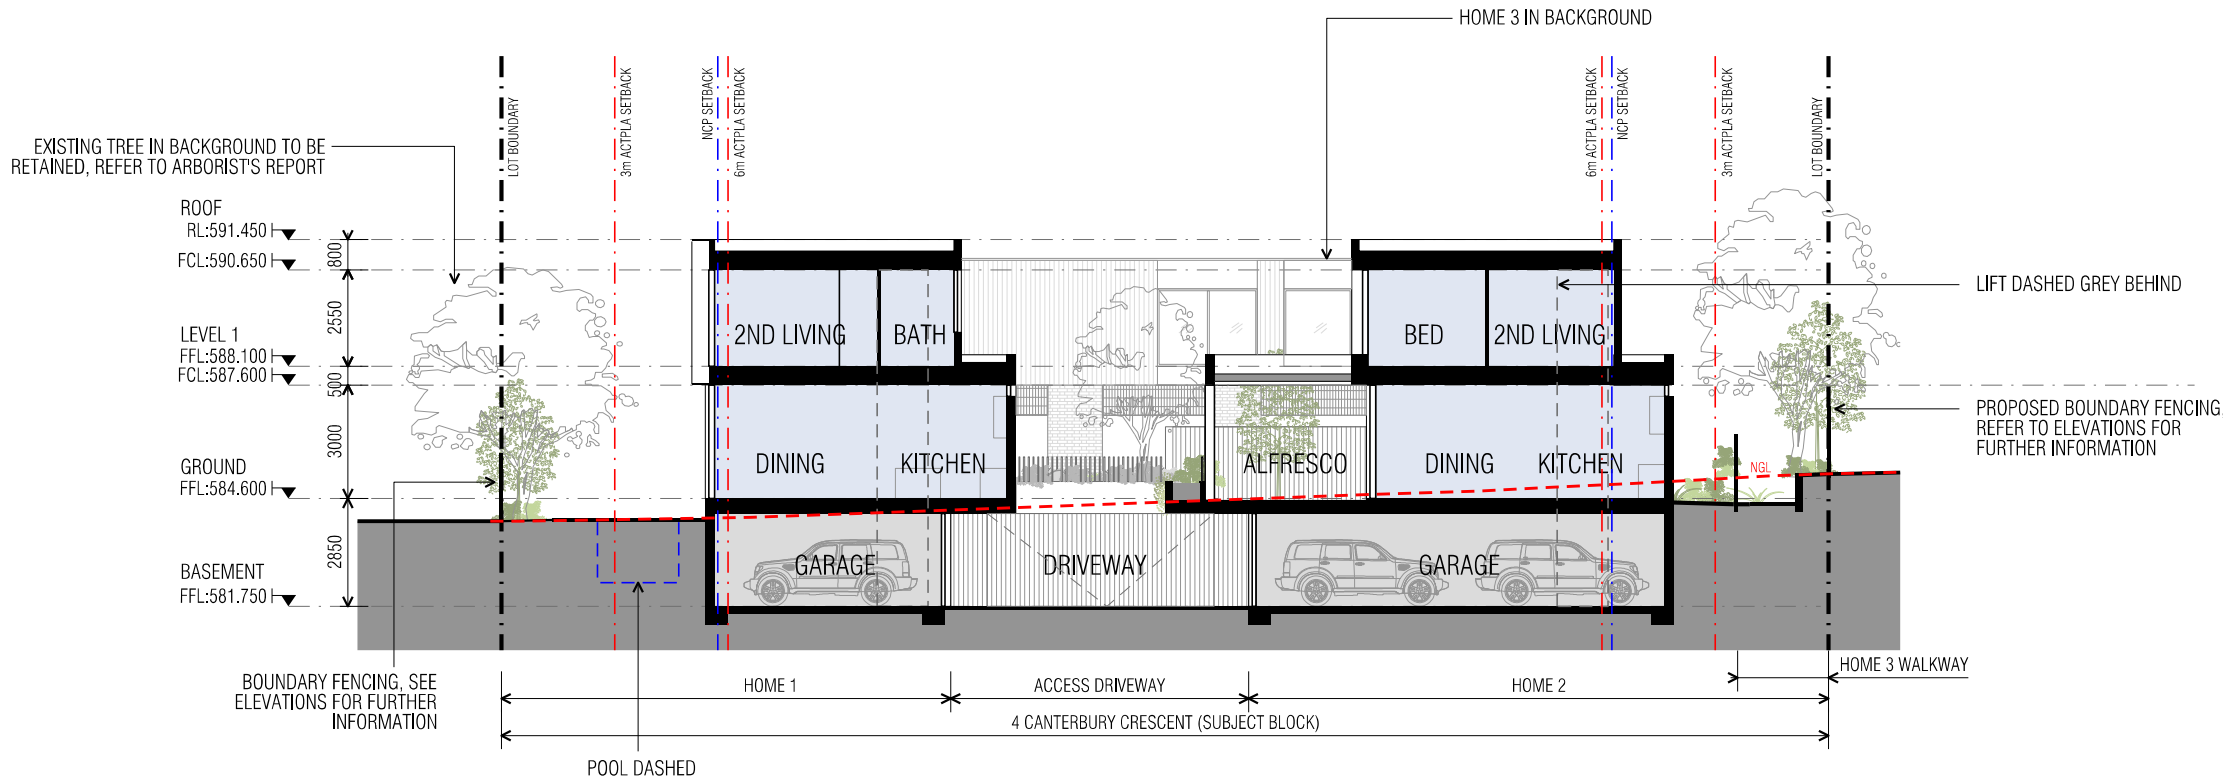 HOME 3 IN BACKGROUND
LOT BOUNDARY
3m ACTPLA SETBACK
NCP SETBACK
6m ACTPLA SETBACK
6m ACTPLA SETBACK
NCP SETBACK
3m ACTPLA SETBACK
LOT BOUNDARY
EXISTING TREE IN BACKGROUND TO BE
RETAINED, REFER TO ARBORIST'S REPORT
ROOF
RL:591.450
FCL:590.650
800
2550
LEVEL 1
FFL:588.100
FCL:587.600
500
3000
GROUND
FFL:584.600
2850
BASEMENT
FFL:581.750
2ND LIVING
BATH
BED
2ND LIVING
LIFT DASHED GREY BEHIND
DINING
KITCHEN
ALFRESCO
DINING
KITCHEN
NGL
PROPOSED BOUNDARY FENCING,
REFER TO ELEVATIONS FOR
FURTHER INFORMATION
GARAGE
DRIVEWAY
GARAGE
BOUNDARY FENCING, SEE
ELEVATIONS FOR FURTHER
INFORMATION
HOME 1
ACCESS DRIVEWAY
HOME 2
HOME 3 WALKWAY
4 CANTERBURY CRESCENT (SUBJECT BLOCK)
POOL DASHED